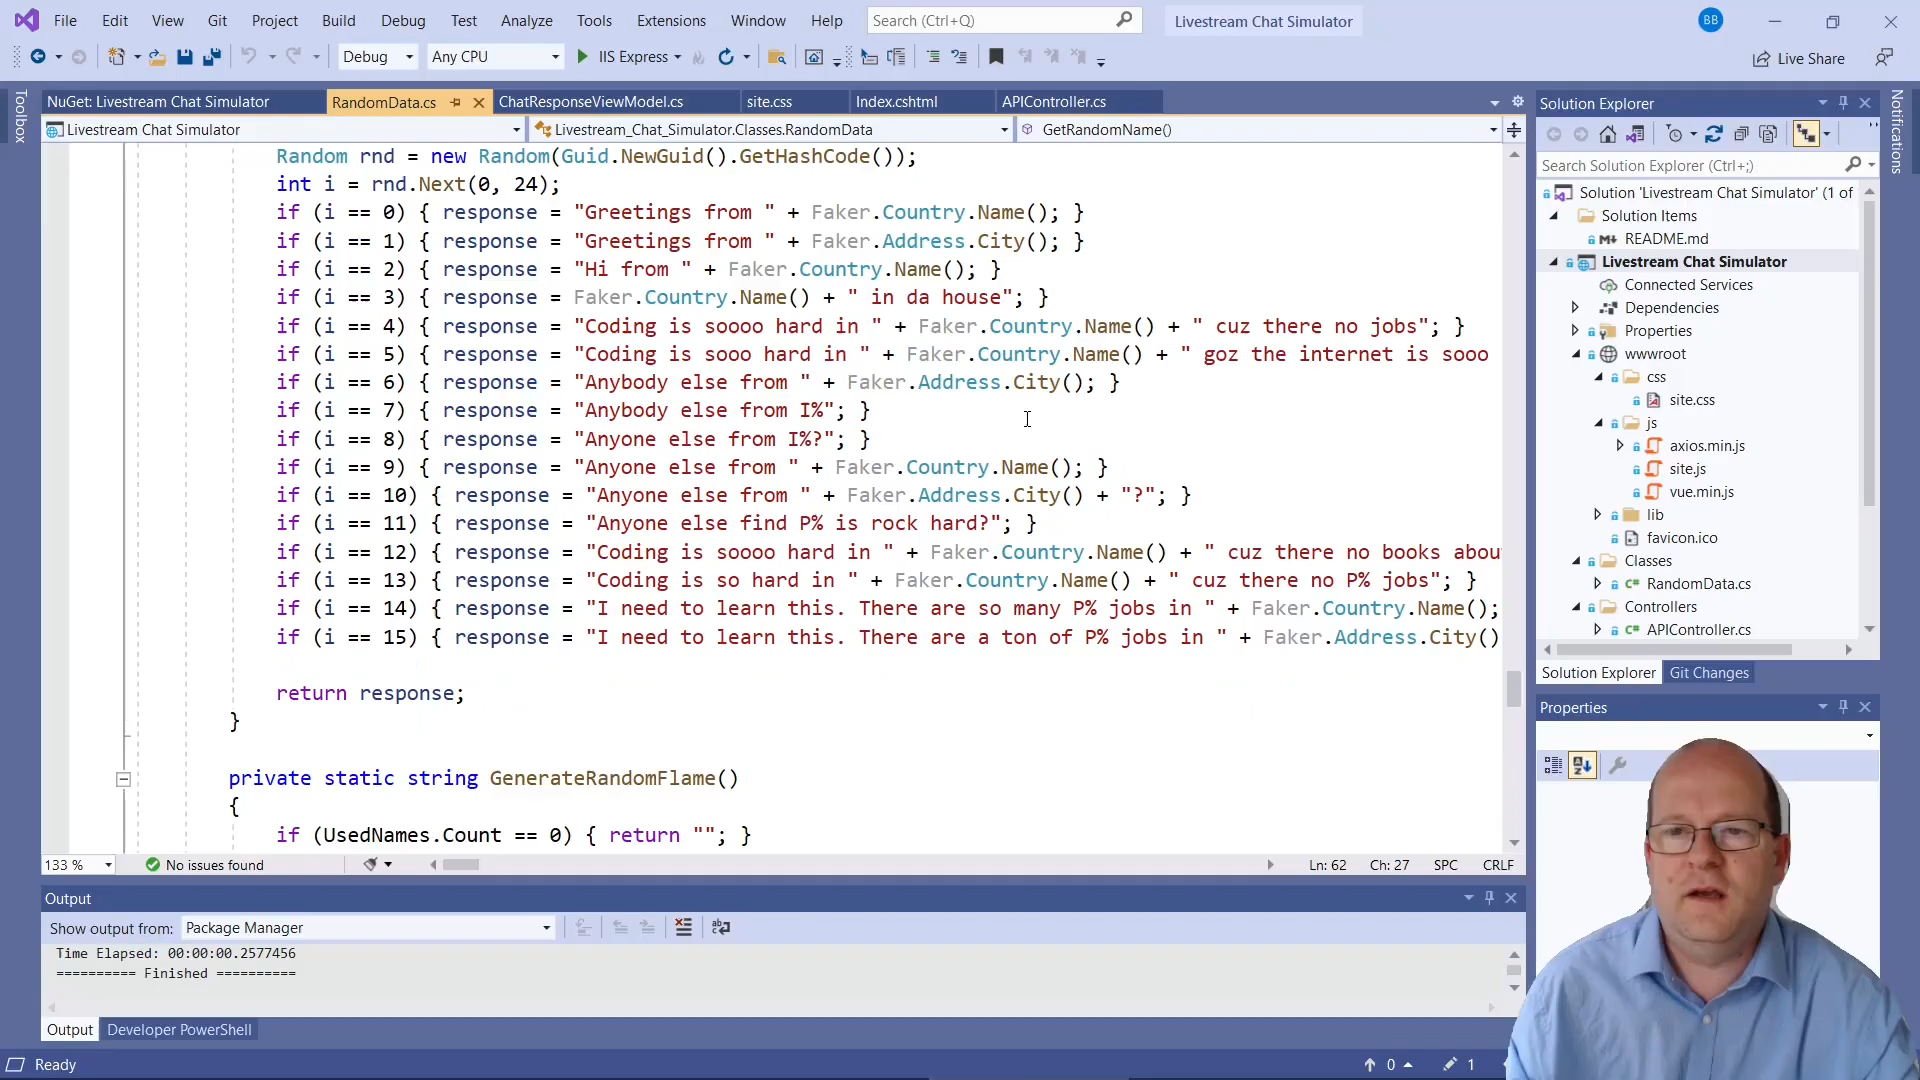 File Edit View Git Project Build Debug Test Analyze Tools Extensions Window Help Search (Ctrl+Q) Livestream Chat Simulator BB
Debug Any CPU IIS Express Live Share
Toolbox
NuGet: Livestream Chat Simulator RandomData.cs ChatResponseViewModel.cs site.css Index.cshtml APIController.cs
Livestream Chat Simulator Livestream_Chat_Simulator.Classes.RandomData GetRandomName()
Random rnd = new Random(Guid.NewGuid().GetHashCode());
int i = rnd.Next(0, 24);
if (i == 0) { response = "Greetings from " + Faker.Country.Name(); }
if (i == 1) { response = "Greetings from " + Faker.Address.City(); }
if (i == 2) { response = "Hi from " + Faker.Country.Name(); }
if (i == 3) { response = Faker.Country.Name() + " in da house"; }
if (i == 4) { response = "Coding is soooo hard in " + Faker.Country.Name() + " cuz there no jobs"; }
if (i == 5) { response = "Coding is sooo hard in " + Faker.Country.Name() + " goz the internet is sooo
if (i == 6) { response = "Anybody else from " + Faker.Address.City(); }
if (i == 7) { response = "Anybody else from I%"; }
if (i == 8) { response = "Anyone else from I%?"; }
if (i == 9) { response = "Anyone else from " + Faker.Country.Name(); }
if (i == 10) { response = "Anyone else from " + Faker.Address.City() + "?"; }
if (i == 11) { response = "Anyone else find P% is rock hard?"; }
if (i == 12) { response = "Coding is soooo hard in " + Faker.Country.Name() + " cuz there no books abou
if (i == 13) { response = "Coding is so hard in " + Faker.Country.Name() + " cuz there no P% jobs"; }
if (i == 14) { response = "I need to learn this. There are so many P% jobs in " + Faker.Country.Name();
if (i == 15) { response = "I need to learn this. There are a ton of P% jobs in " + Faker.Address.City()
return response;
}
private static string GenerateRandomFlame()
{
if (UsedNames.Count == 0) { return ""; }
133 % No issues found Ln: 62 Ch: 27 SPC CRLF
Output
Show output from: Package Manager
Time Elapsed: 00:00:00.2577456
========== Finished ==========
Output Developer PowerShell
Ready 0 1
Solution Explorer
Search Solution Explorer (Ctrl+;)
Solution 'Livestream Chat Simulator' (1 of
Solution Items
README.md
Livestream Chat Simulator
Connected Services
Dependencies
Properties
wwwroot
css
site.css
js
axios.min.js
site.js
vue.min.js
lib
favicon.ico
Classes
C# RandomData.cs
Controllers
C# APIController.cs
Solution Explorer Git Changes
Properties
Notifications